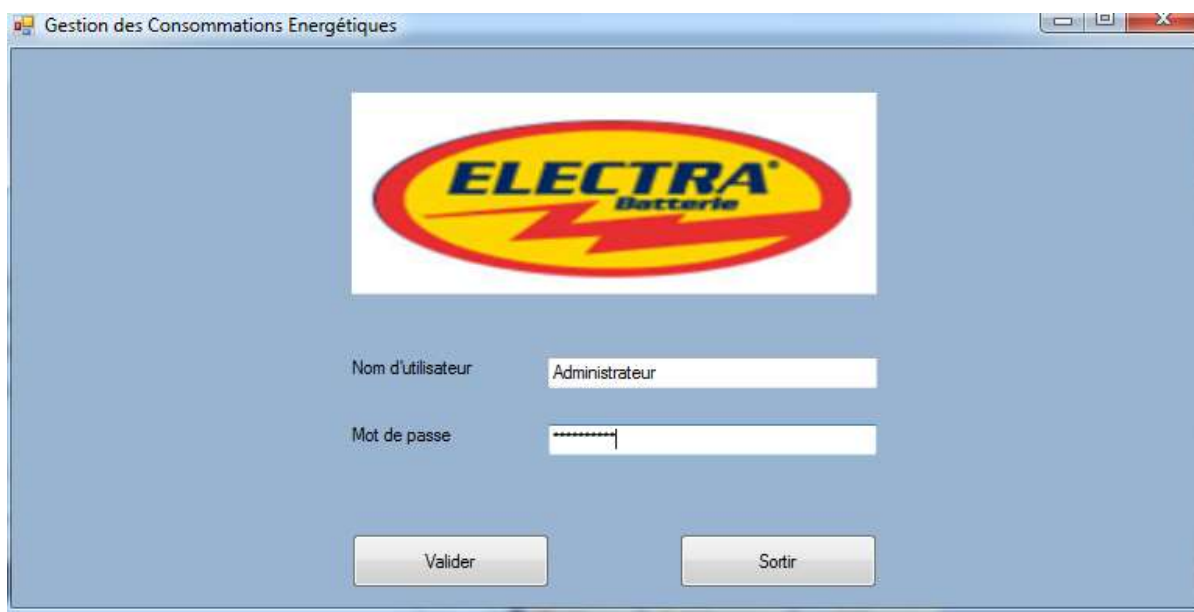 Gestion des Consommations Energétiques
ELECTRA®
Batterie
Nom d'utilisateur
Administrateur
Mot de passe
**********
Valider
Sortir